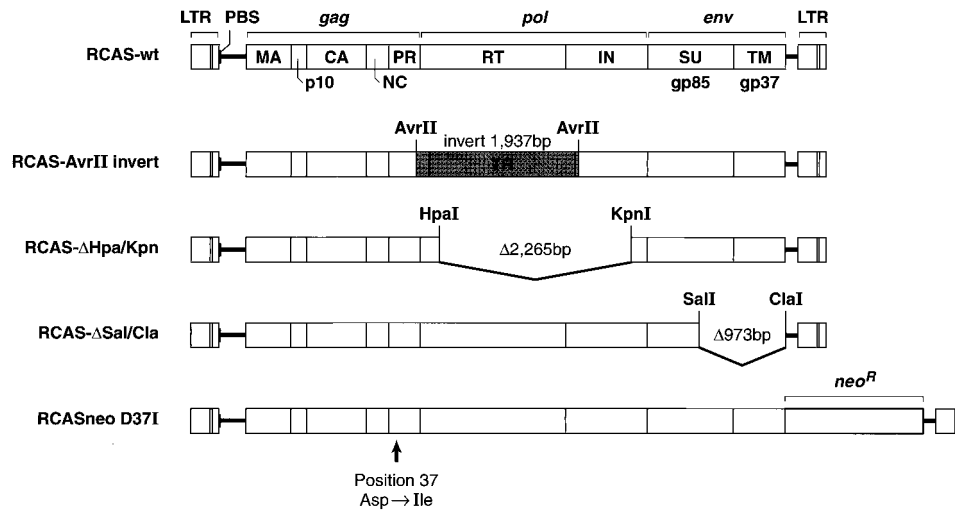 LTR PBS gag pol env LTR
RCAS-wt MA CA PR RT IN SU TM
p10 NC gp85 gp37
AvrII AvrII
invert 1,937bp
RCAS-AvrII invert
HpaI KpnI
RCAS-ΔHpa/Kpn Δ2,265bp
SalI ClaI
RCAS-ΔSal/Cla Δ973bp
neoR
RCASneo D37I
Position 37
Asp → Ile